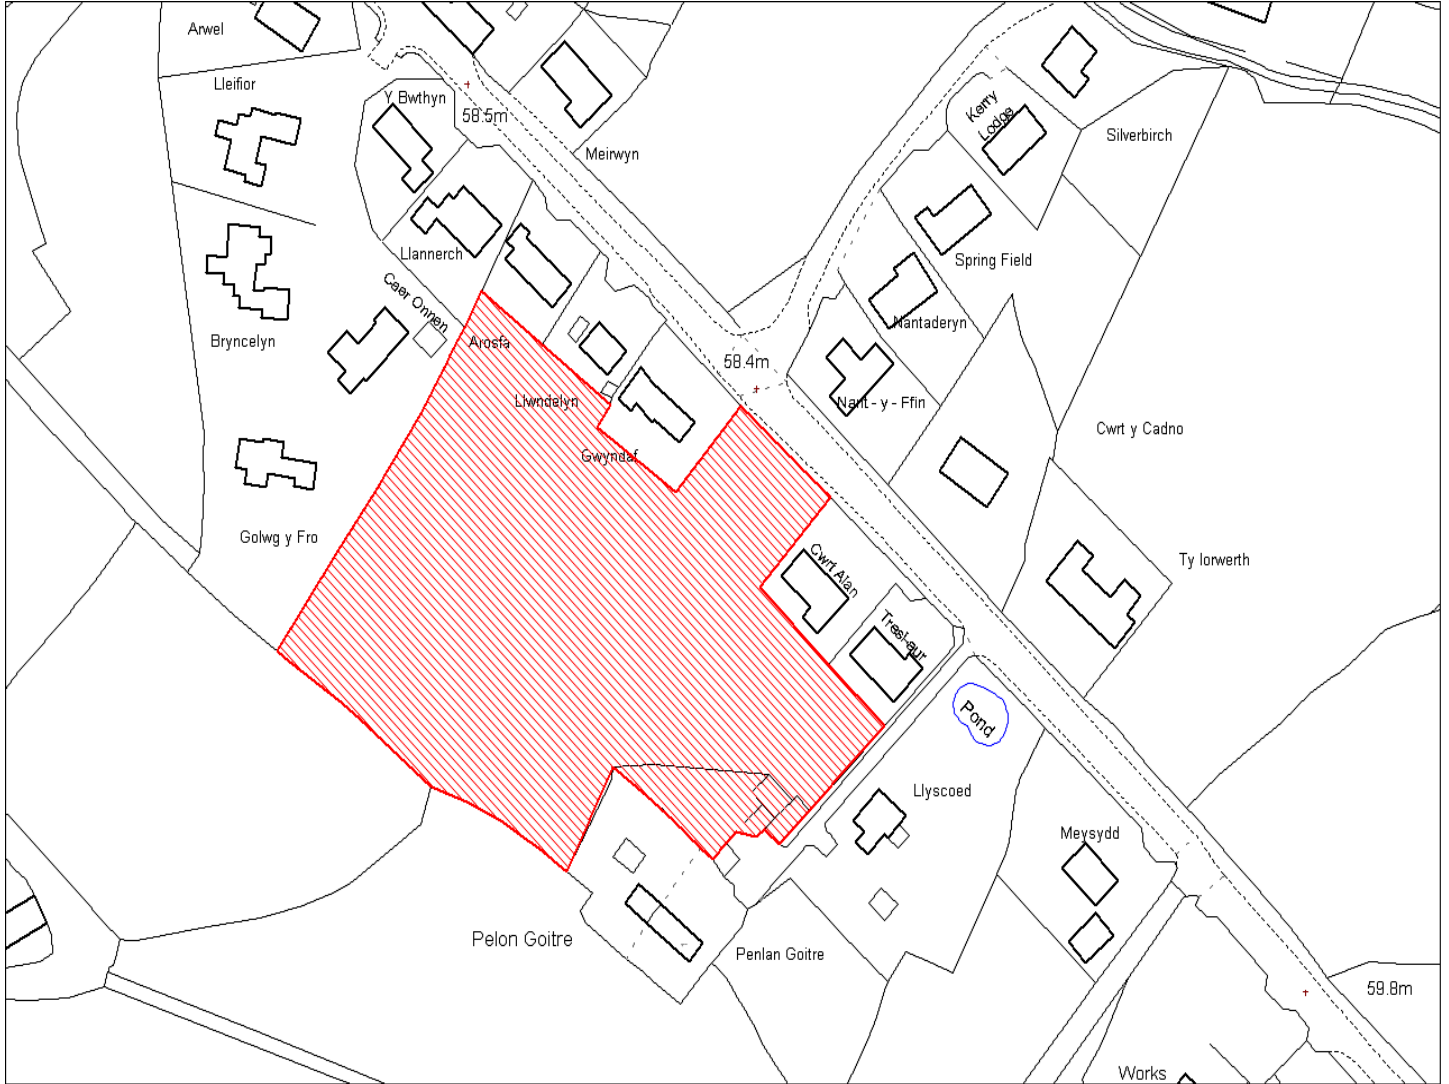 Arwel
Lleifior
Y Bwthyn
58.5m
Meirwyn
Kerry
Lodge
Silverbirch
Llannerch
Spring Field
Caer Onnen
Bryncelyn
Arosfa
Nantaderyn
58.4m
Llwndelyn
Nant - y - Ffin
Cwrt y Cadno
Gwyndaf
Golwg y Fro
Cwrt Alan
Ty Iorwerth
Tresl-aur
Pond
Llyscoed
Meysydd
Pelon Goitre
Penlan Goitre
59.8m
Works